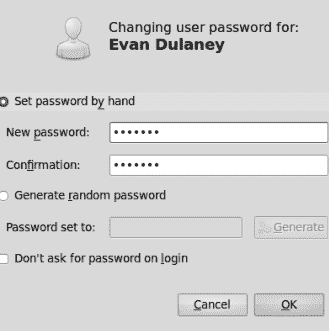 Changing user password for:
Evan Dulaney
Set password by hand
New password: •••••••
Confirmation: •••••••
Generate random password
Password set to: Generate
Don't ask for password on login
Cancel OK